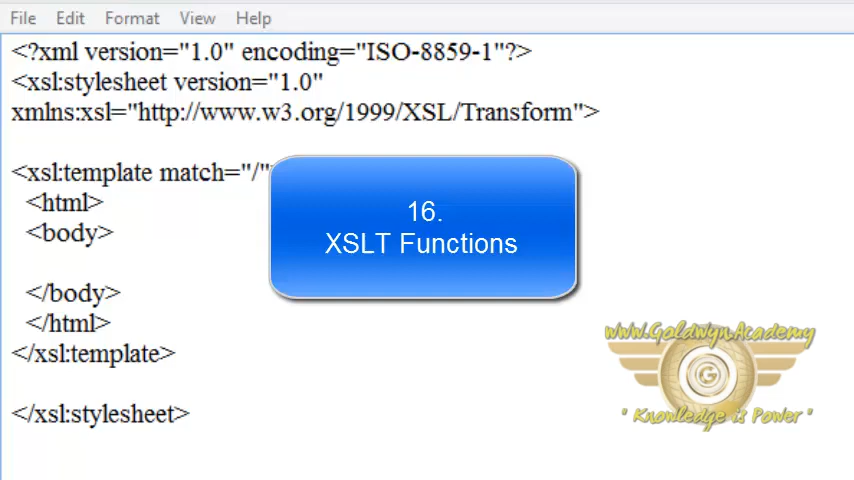 File Edit Format View Help
<?xml version="1.0" encoding="ISO-8859-1"?>
<xsl:stylesheet version="1.0"
xmlns:xsl="http://www.w3.org/1999/XSL/Transform">
<xsl:template match="/"
<html>
<body>
16.
XSLT Functions
</body>
</html>
</xsl:template>
</xsl:stylesheet>
www.GoldwynAcademy
G
" Knowledge is Power "